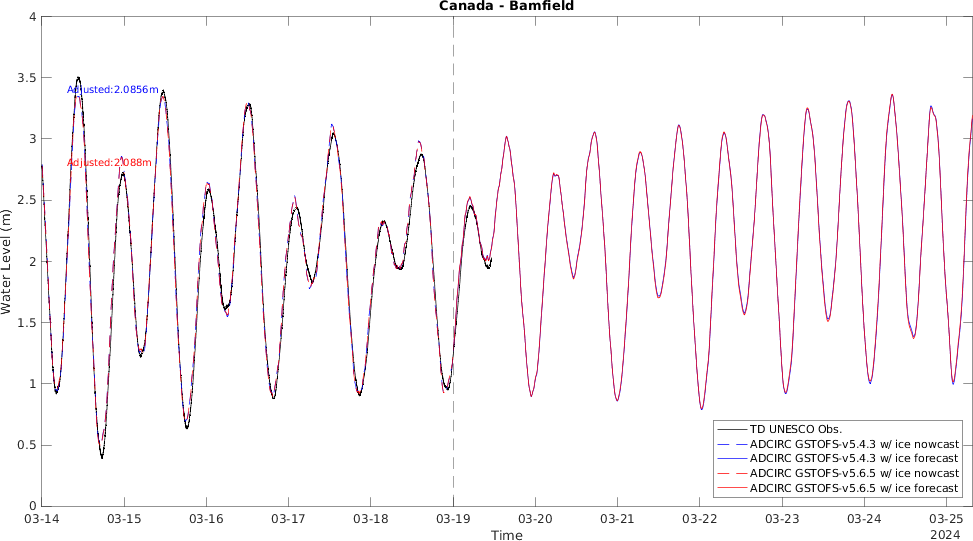 Canada - Bamfield
4
3.5
3
2.5
2
1.5
1
0.5
0
Water Level (m)
Adjusted:2.0856m
Adjusted:2.088m
TD UNESCO Obs.
ADCIRC GSTOFS-v5.4.3 w/ ice nowcast
ADCIRC GSTOFS-v5.4.3 w/ ice forecast
ADCIRC GSTOFS-v5.6.5 w/ ice nowcast
ADCIRC GSTOFS-v5.6.5 w/ ice forecast
03-14 03-15 03-16 03-17 03-18 03-19 03-20 03-21 03-22 03-23 03-24 03-25
2024
Time